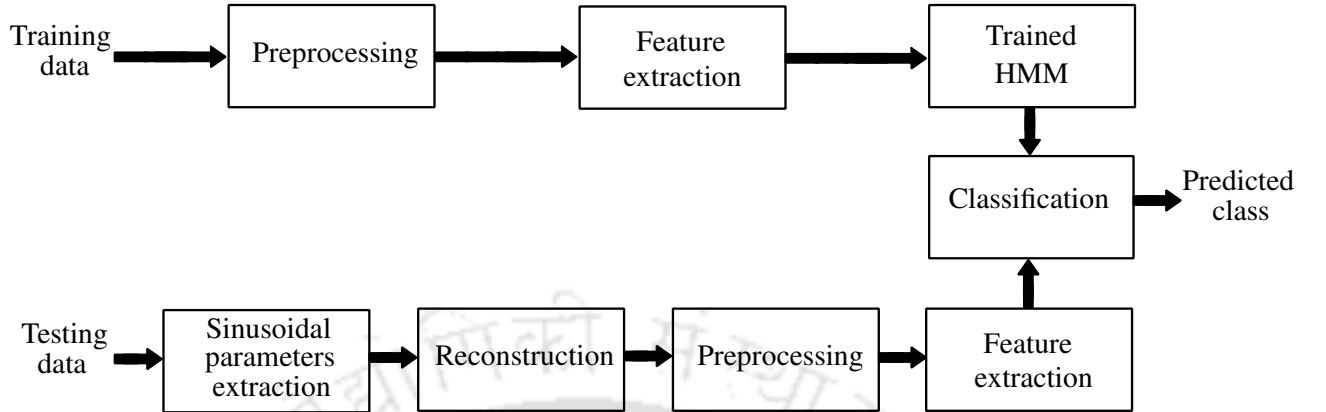 Training
data
Preprocessing
Feature
extraction
Trained
HMM
Classification
Predicted
class
Testing
data
Sinusoidal
parameters
extraction
Reconstruction
Preprocessing
Feature
extraction